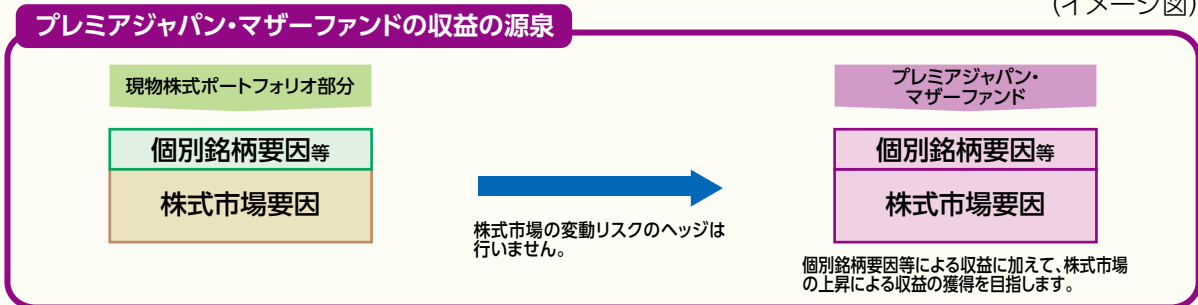 (イメージ図)
プレミアジャパン・マザーファンドの収益の源泉
現物株式ポートフォリオ部分
個別銘柄要因等
株式市場要因
株式市場の変動リスクのヘッジは
行いません。
プレミアジャパン・
マザーファンド
個別銘柄要因等
株式市場要因
個別銘柄要因等による収益に加えて、株式市場
の上昇による収益の獲得を目指します。